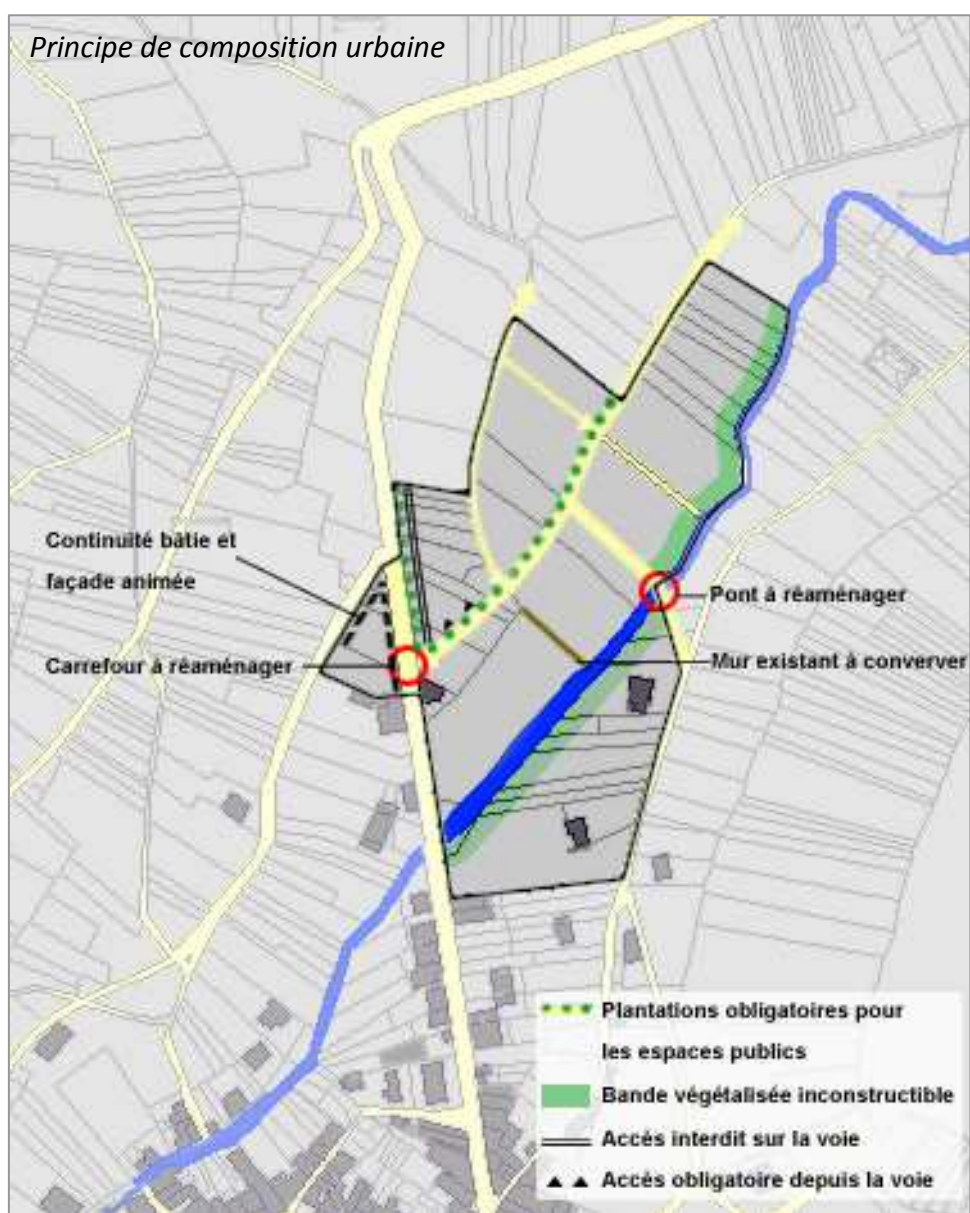 Principe de composition urbaine
Continuité bâtie et
façade animée
Carrefour à réaménager
Pont à réaménager
Mur existant à converver
Plantations obligatoires pour
les espaces publics
Bande végétalisée inconstructible
Accès interdit sur la voie
Accès obligatoire depuis la voie